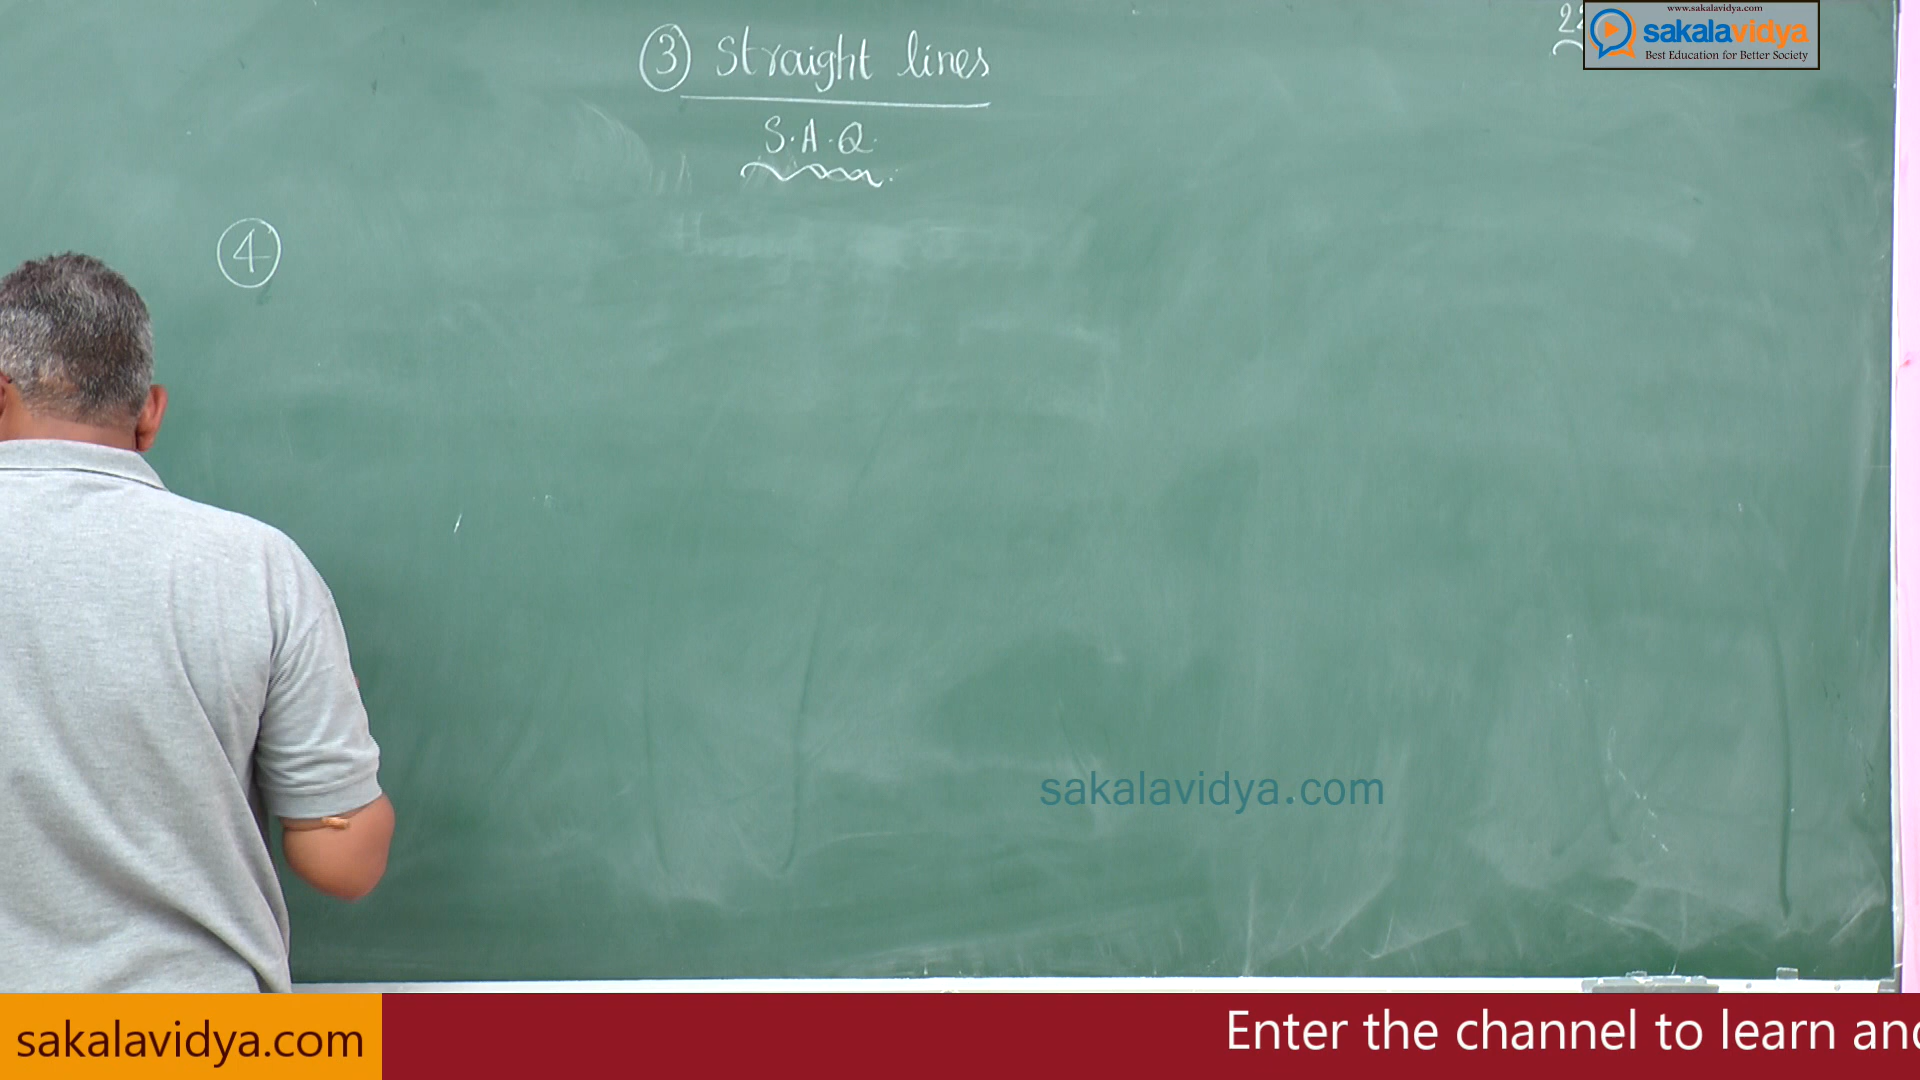 ③ Straight lines
S.A.Q.
④
www.sakalavidya.com
sakalavidya
Best Education for Better Society
sakalavidya.com
sakalavidya.com
Enter the channel to learn and